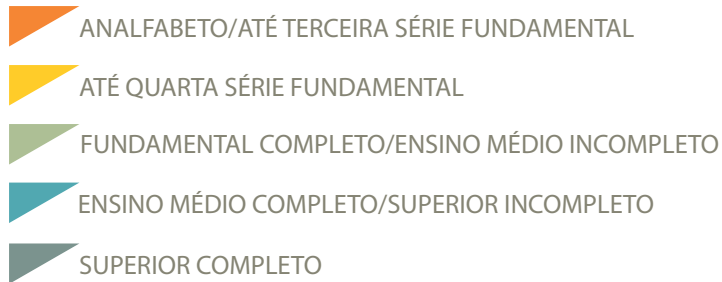 ANALFABETO/ATÉ TERCEIRA SÉRIE FUNDAMENTAL
ATÉ QUARTA SÉRIE FUNDAMENTAL
FUNDAMENTAL COMPLETO/ENSINO MÉDIO INCOMPLETO
ENSINO MÉDIO COMPLETO/SUPERIOR INCOMPLETO
SUPERIOR COMPLETO